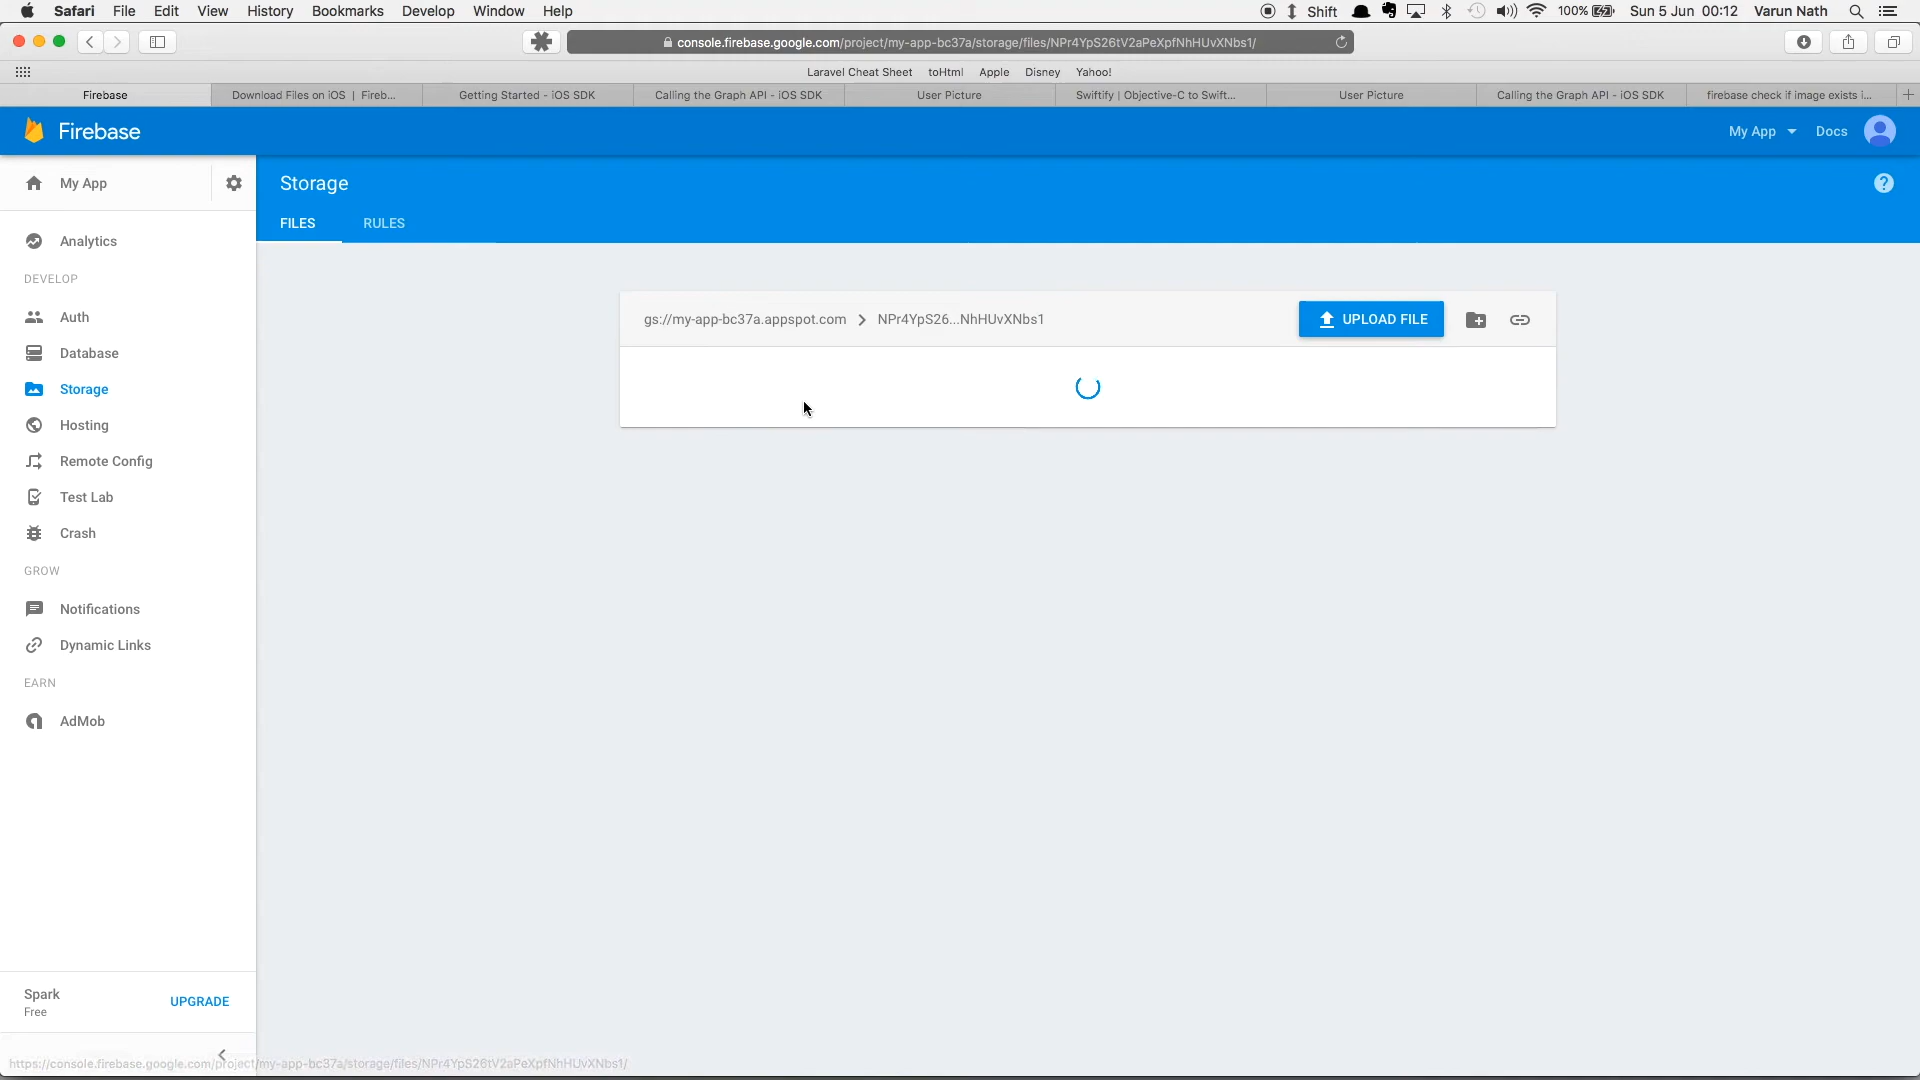 Safari File Edit View History Bookmarks Develop Window Help Shift 100% Sun 5 Jun 00:12 Varun Nath
console.firebase.google.com/project/my-app-bc37a/storage/files/NPr4YpS26tV2aPeXpfNhHUvXNbs1/
Laravel Cheat Sheet toHtml Apple Disney Yahoo!
Firebase Download Files on iOS | Fireb... Getting Started - iOS SDK Calling the Graph API - iOS SDK User Picture Swiftify | Objective-C to Swift... User Picture Calling the Graph API - iOS SDK firebase check if image exists i...
Firebase My App Docs
My App
Storage
FILES RULES
Analytics
DEVELOP
Auth
Database
Storage
Hosting
Remote Config
Test Lab
Crash
GROW
Notifications
Dynamic Links
EARN
AdMob
gs://my-app-bc37a.appspot.com > NPr4YpS26...NhHUvXNbs1 UPLOAD FILE
Spark
Free
UPGRADE
https://console.firebase.google.com/project/my-app-bc37a/storage/files/NPr4YpS26tV2aPeXpfNhHUvXNbs1/